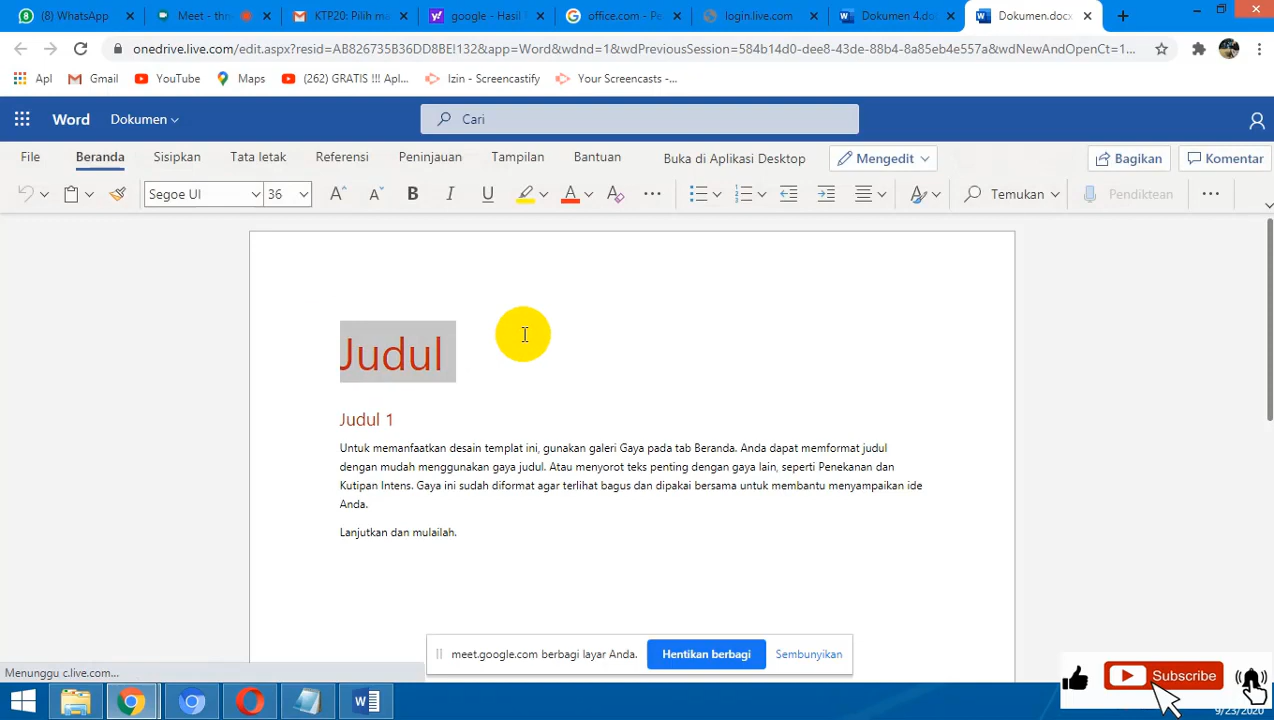 (8) WhatsApp
Meet - thr
KTP20: Pilih m
google - Hasil
office.com - Pe
login.live.com
Dokumen 4.do
Dokumen.docx
onedrive.live.com/edit.aspx?resid=AB826735B36DD8BE!132&app=Word&wdnd=1&wdPreviousSession=584b14d0-dee8-43de-88b4-8a85eb4e557a&wdNewAndOpenCt=1...
Apl
Gmail
YouTube
Maps
(262) GRATIS !!! Apl...
Izin - Screencastify
Your Screencasts -...
Word
Dokumen
Cari
File
Beranda
Sisipkan
Tata letak
Referensi
Peninjauan
Tampilan
Bantuan
Buka di Aplikasi Desktop
Mengedit
Bagikan
Komentar
Segoe UI
36
A
A
B
I
U
A
Temukan
Pendiktean
Judul
Judul 1
Untuk memanfaatkan desain templat ini, gunakan galeri Gaya pada tab Beranda. Anda dapat memformat judul
dengan mudah menggunakan gaya judul. Atau menyorot teks penting dengan gaya lain, seperti Penekanan dan
Kutipan Intens. Gaya ini sudah diformat agar terlihat bagus dan dipakai bersama untuk membantu menyampaikan ide
Anda.
Lanjutkan dan mulailah.
meet.google.com berbagi layar Anda.
Hentikan berbagi
Sembunyikan
Menunggu c.live.com...
Subscribe
9/23/2020